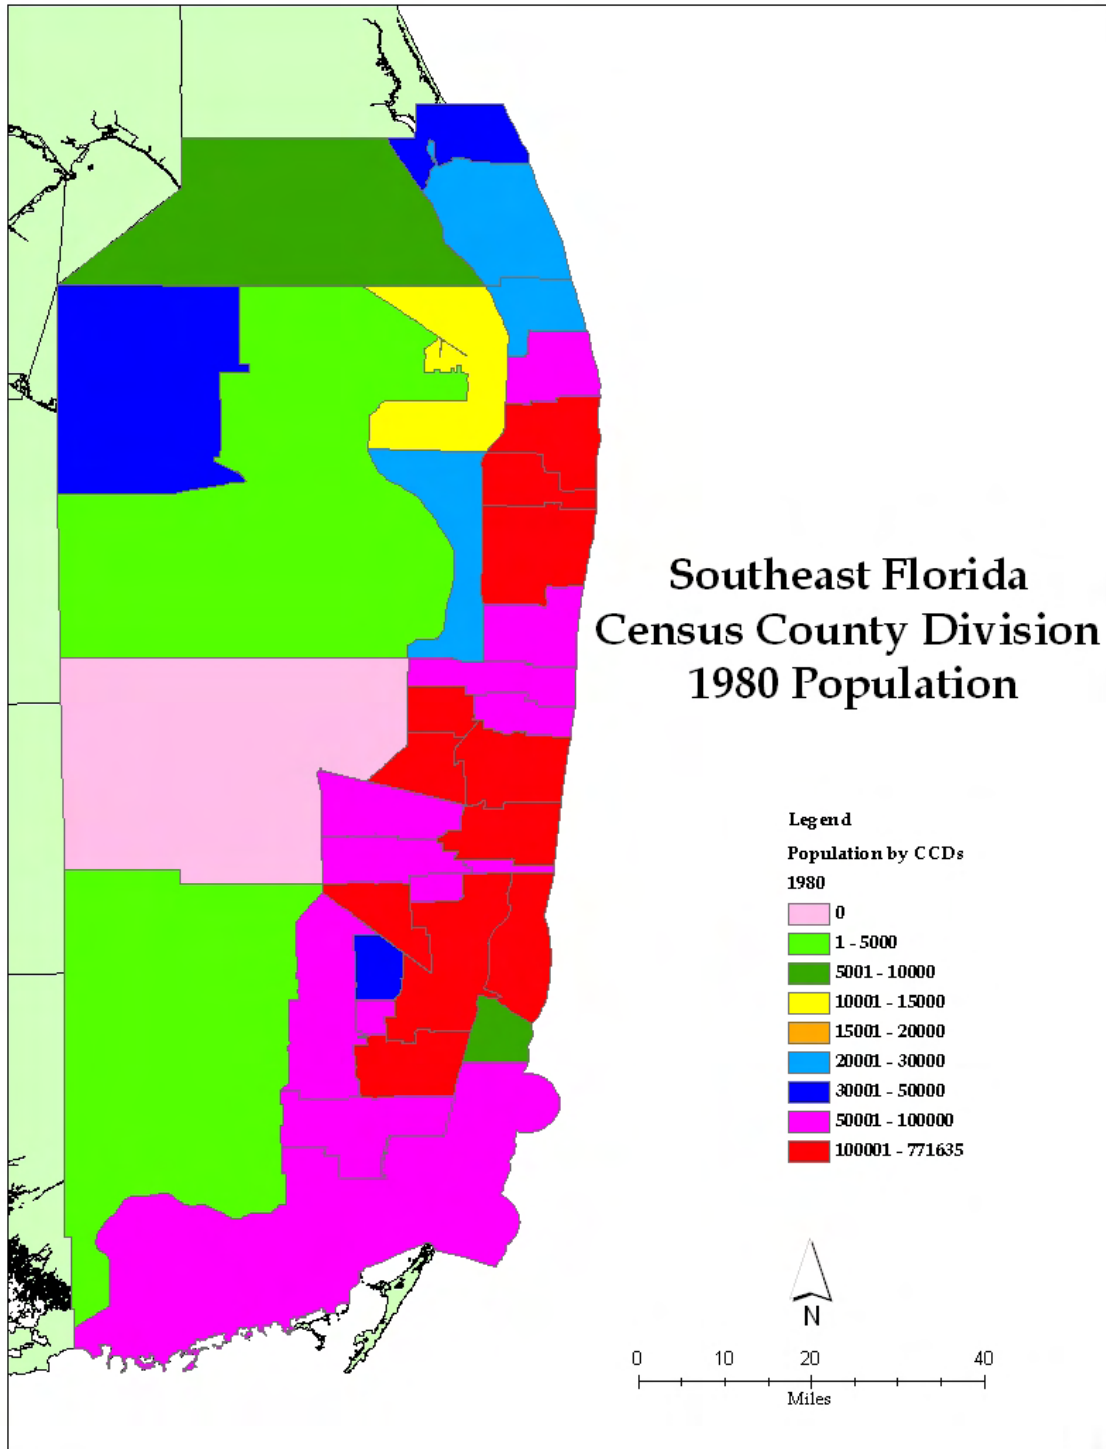 Southeast Florida
Census County Division
1980 Population
Legend
Population by CCDs
1980
0
1 - 5000
5001 - 10000
10001 - 15000
15001 - 20000
20001 - 30000
30001 - 50000
50001 - 100000
100001 - 771635
N
0 10 20 40
Miles